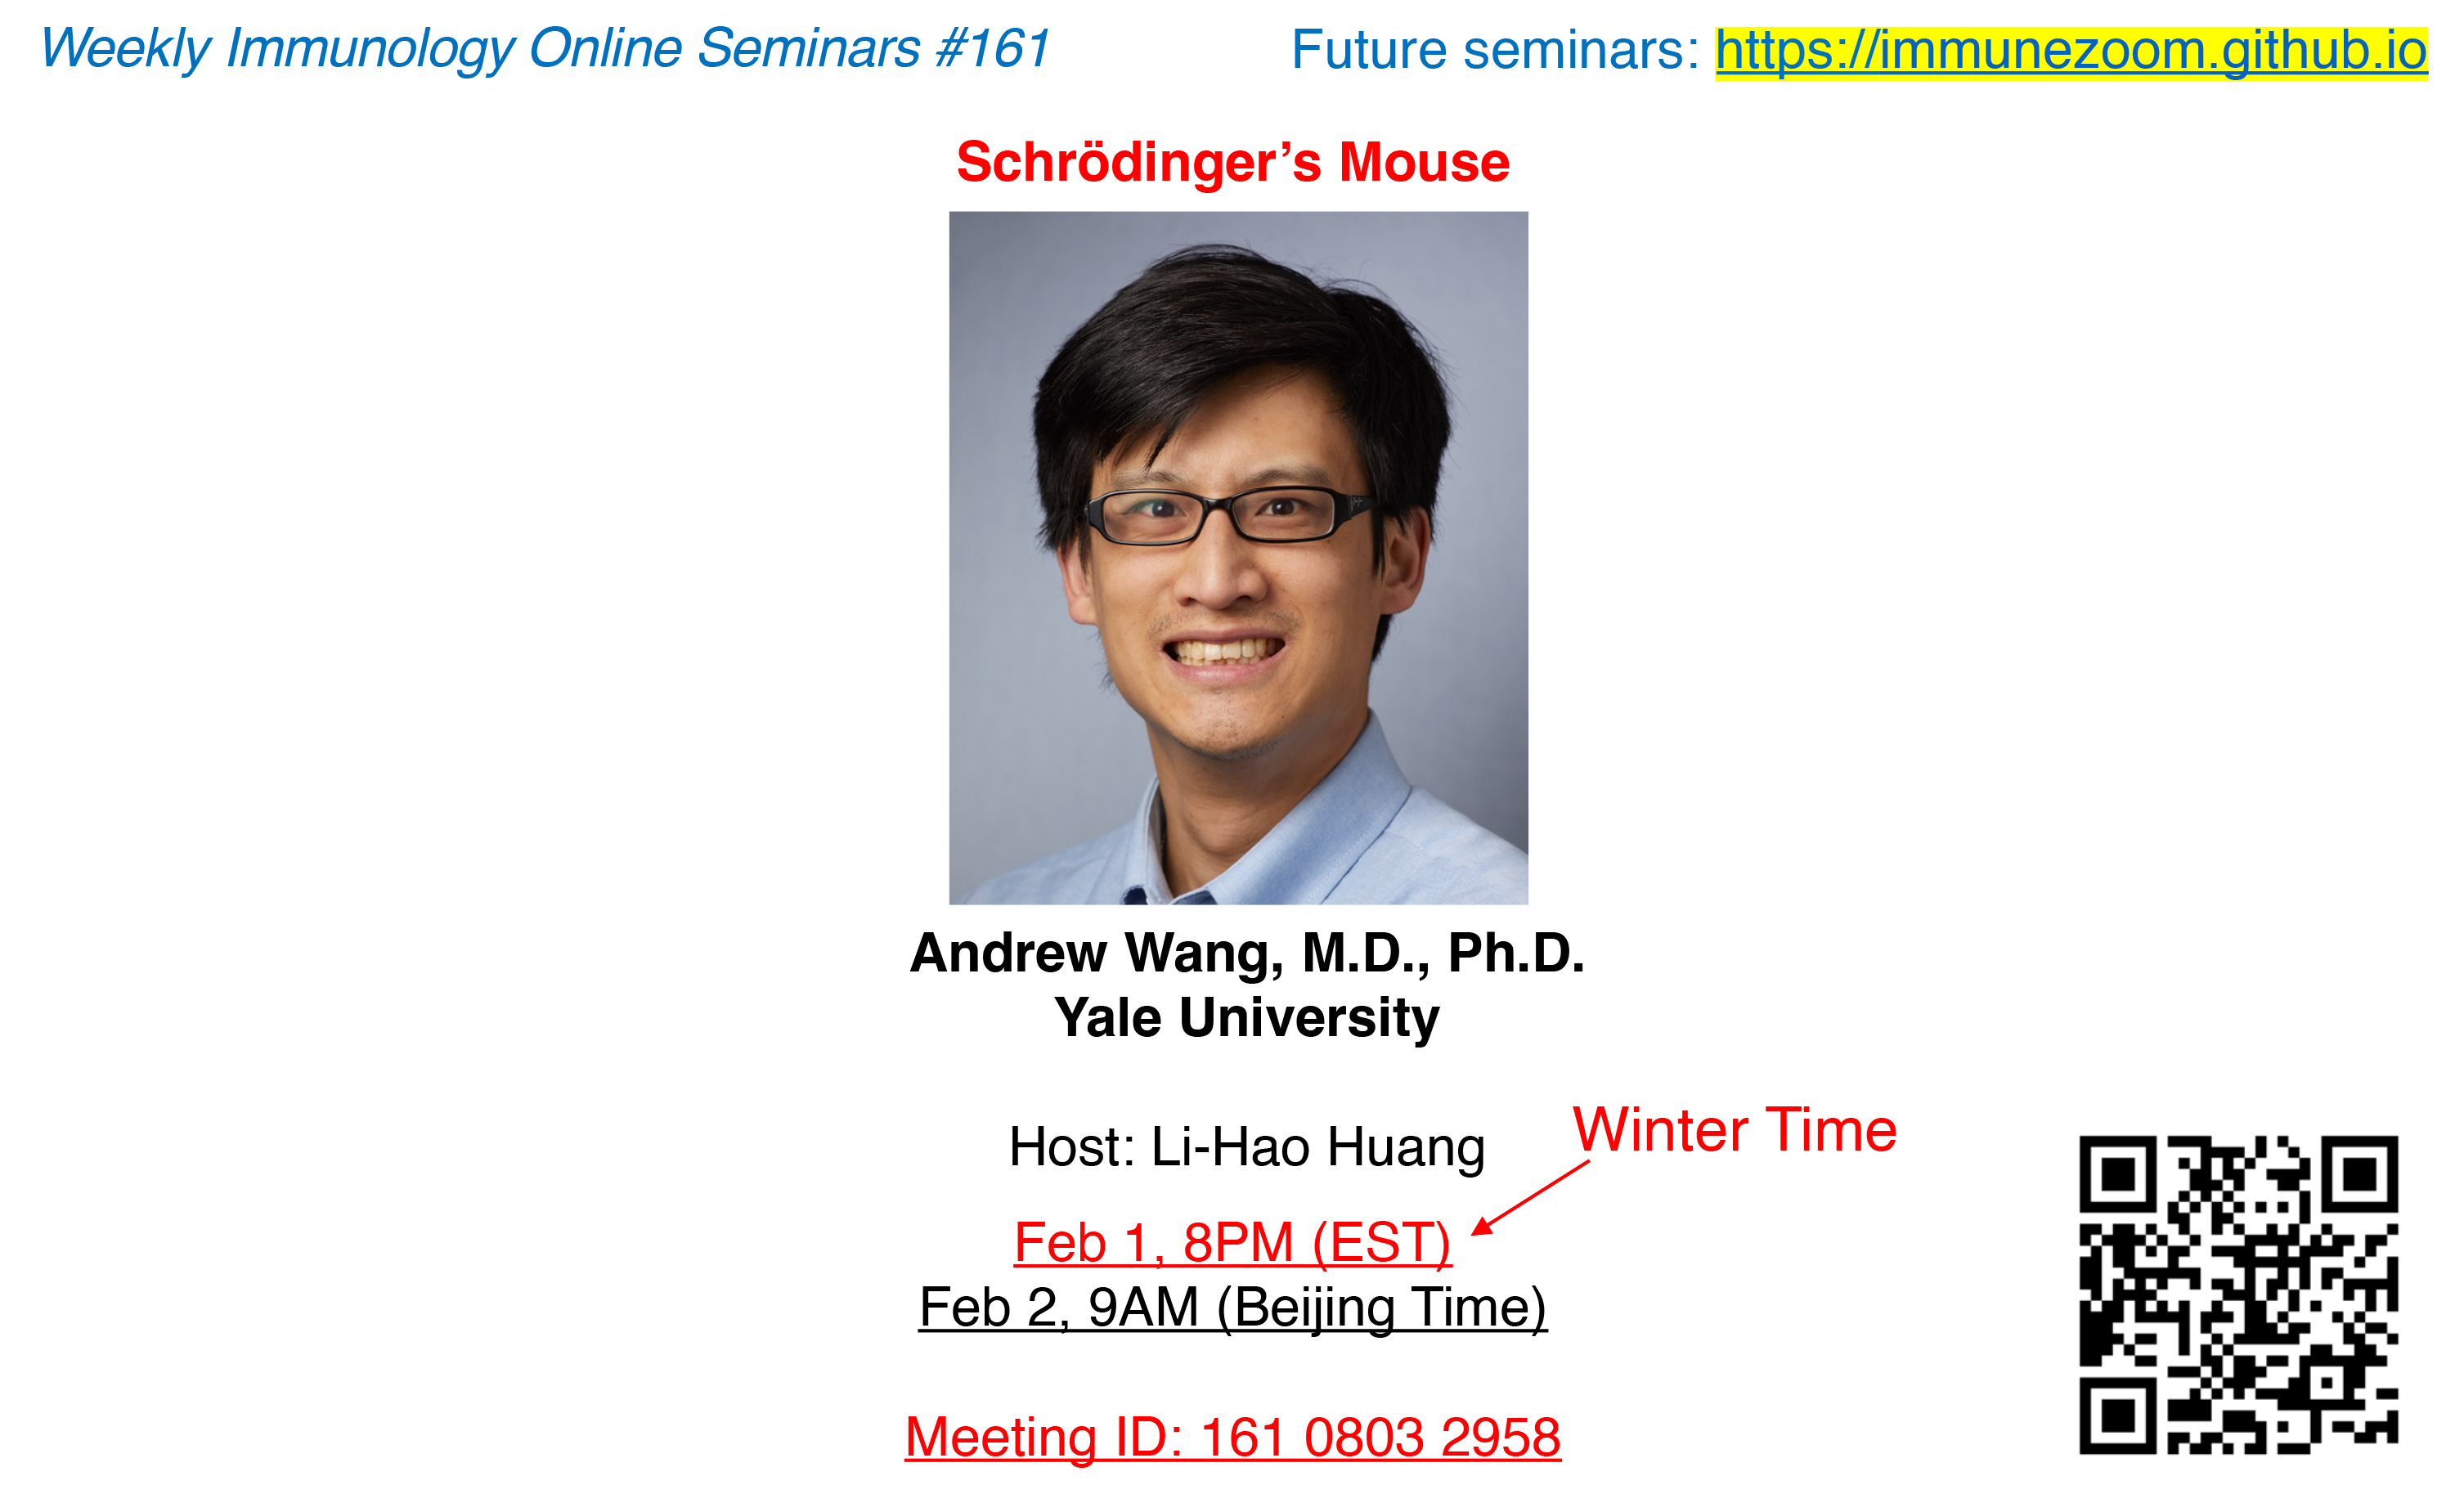 Weekly Immunology Online Seminars #161
Future seminars: https://immunezoom.github.io
Schrödinger’s Mouse
Andrew Wang, M.D., Ph.D.
Yale University
Host: Li-Hao Huang
Winter Time
Feb 1, 8PM (EST)
Feb 2, 9AM (Beijing Time)
Meeting ID: 161 0803 2958